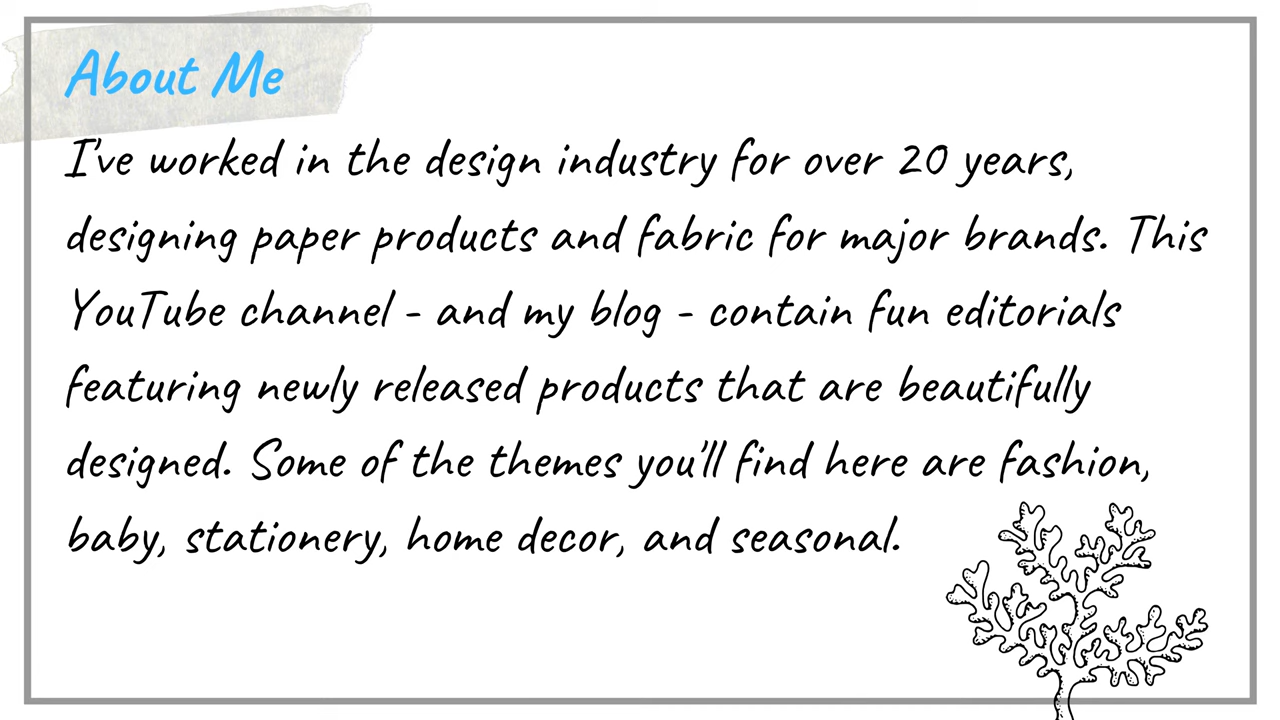 About Me
I've worked in the design industry for over 20 years,
designing paper products and fabric for major brands. This
YouTube channel - and my blog - contain fun editorials
featuring newly released products that are beautifully
designed. Some of the themes you'll find here are fashion,
baby, stationery, home decor, and seasonal.